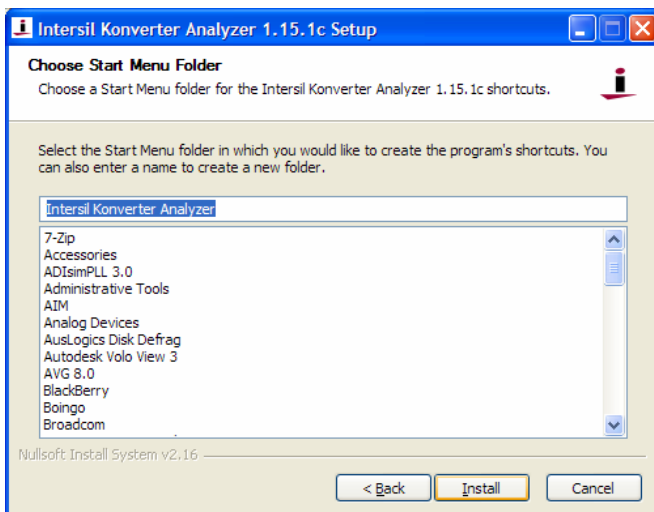 Intersil Konverter Analyzer 1.15.1c Setup
Choose Start Menu Folder
Choose a Start Menu folder for the Intersil Konverter Analyzer 1.15.1c shortcuts.
Select the Start Menu folder in which you would like to create the program's shortcuts. You
can also enter a name to create a new folder.
Intersil Konverter Analyzer
7-Zip
Accessories
ADIsimPLL 3.0
Administrative Tools
AIM
Analog Devices
AusLogics Disk Defrag
Autodesk Volo View 3
AVG 8.0
BlackBerry
Boingo
Broadcom
Nullsoft Install System v2.16
< Back
Install
Cancel